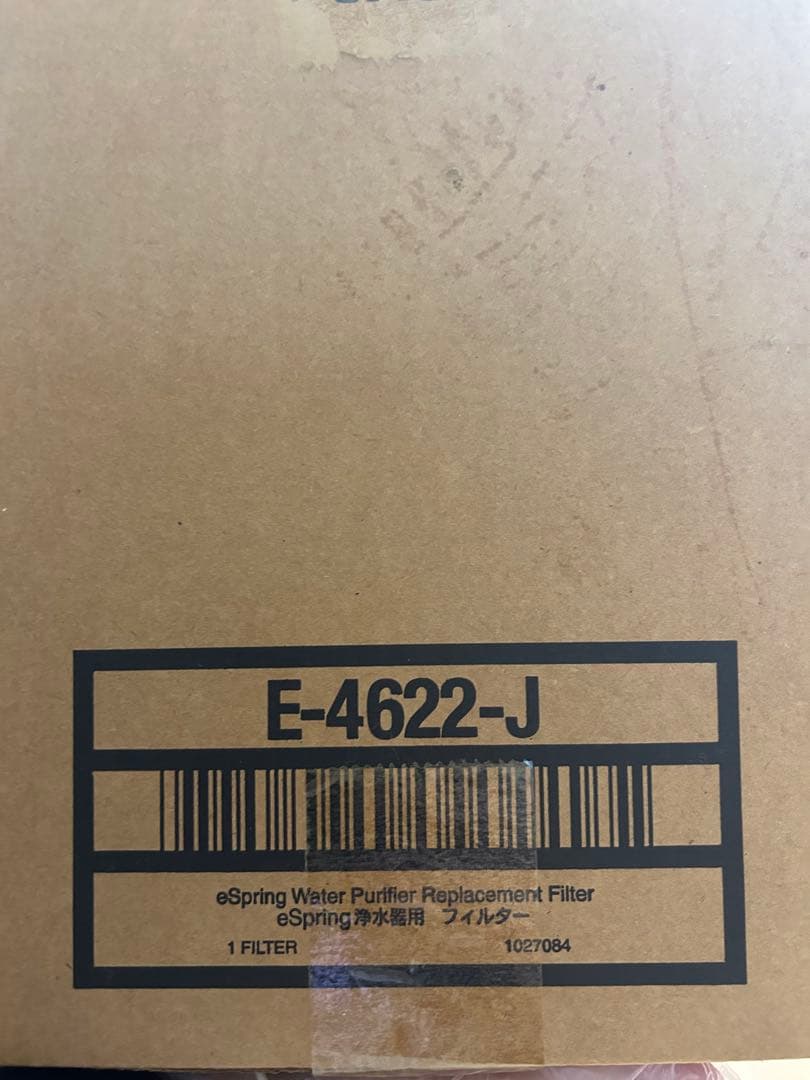 E-4622-J
eSpring Water Purifier Replacement Filter
eSpring浄水器用 フィルター
1 FILTER 1027084